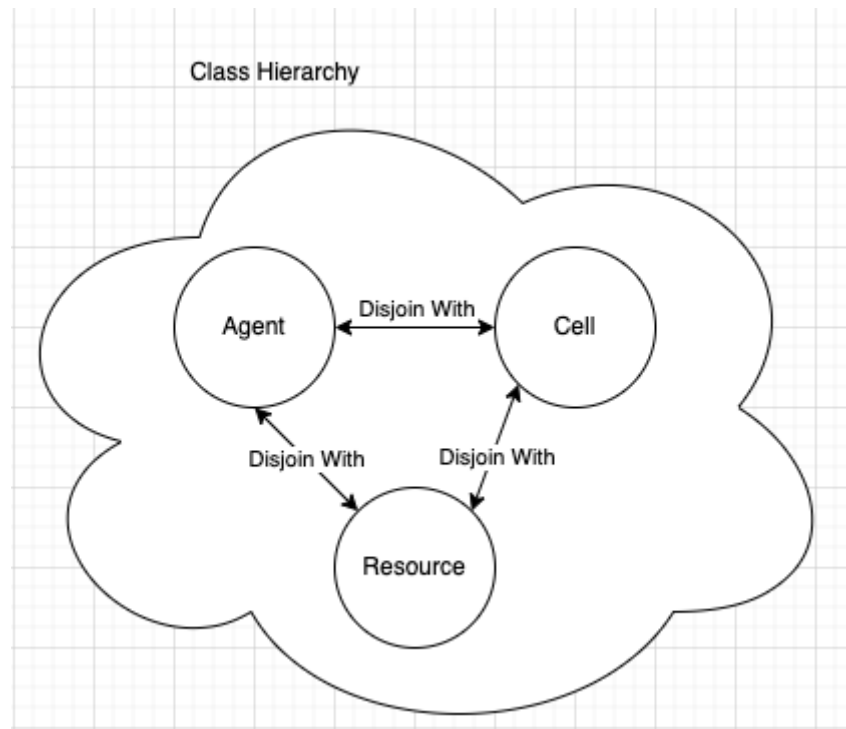 Class Hierarchy
Disjoin With
Agent
Cell
Disjoin With
Disjoin With
Resource